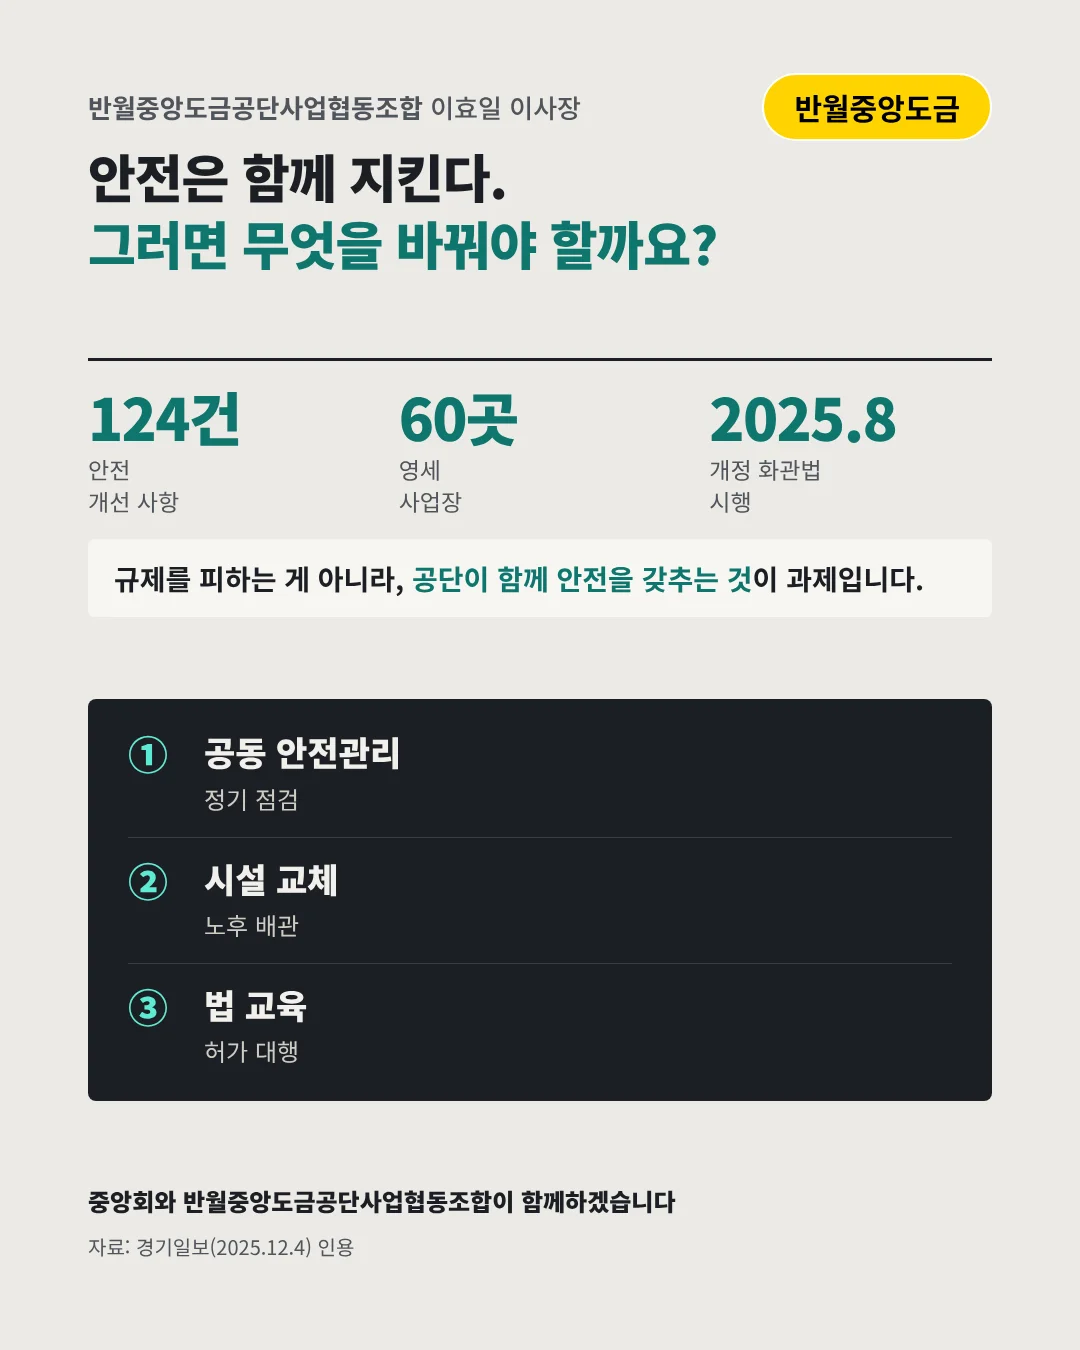 반월중앙도금공단사업협동조합 이효일 이사장
반월중앙도금
안전은 함께 지킨다.
그러면 무엇을 바꿔야 할까요?
124건
안전
개선 사항
60곳
영세
사업장
2025.8
개정 화관법
시행
규제를 피하는 게 아니라, 공단이 함께 안전을 갖추는 것이 과제입니다.
① 공동 안전관리
정기 점검
② 시설 교체
노후 배관
③ 법 교육
허가 대행
중앙회와 반월중앙도금공단사업협동조합이 함께하겠습니다
자료: 경기일보(2025.12.4) 인용